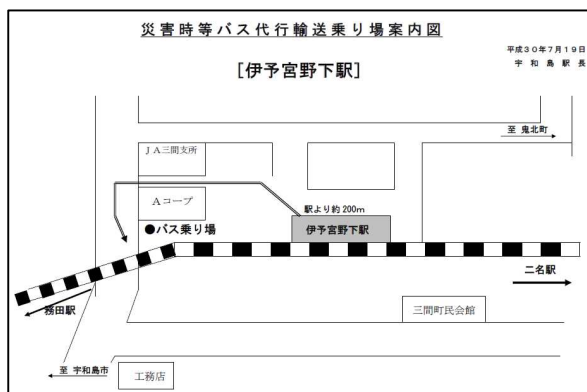 災害時等バス代行輸送乗り場案内図
平成30年7月19日
宇和島駅長
[伊予宮野下駅]
至 鬼北町
JA三間支所
Aコープ
駅より約200m
●バス乗り場
伊予宮野下駅
二名駅
務田駅
三間町民会館
至 宇和島市
工務店